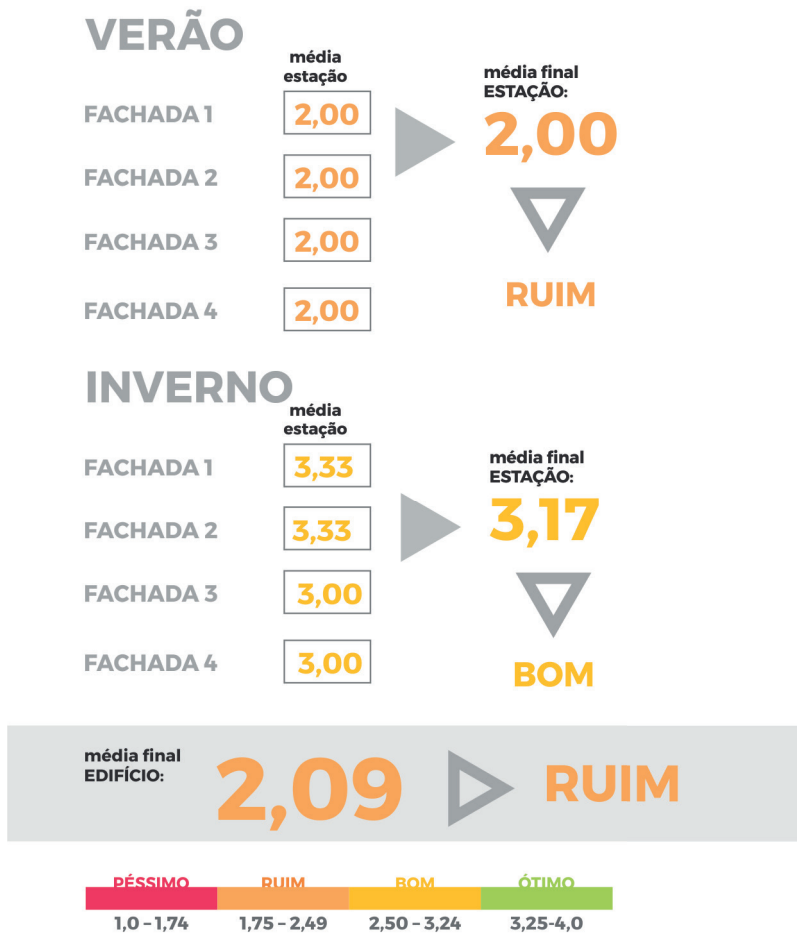 VERÃO
média
estação
FACHADA 1
2,00
FACHADA 2
2,00
FACHADA 3
2,00
FACHADA 4
2,00
média final
ESTAÇÃO:
2,00
RUIM
INVERNO
média
estação
FACHADA 1
3,33
FACHADA 2
3,33
FACHADA 3
3,00
FACHADA 4
3,00
média final
ESTAÇÃO:
3,17
BOM
média final
EDIFÍCIO:
2,09
RUIM
PÉSSIMO RUIM BOM ÓTIMO
1,0 – 1,74 1,75 – 2,49 2,50 – 3,24 3,25-4,0